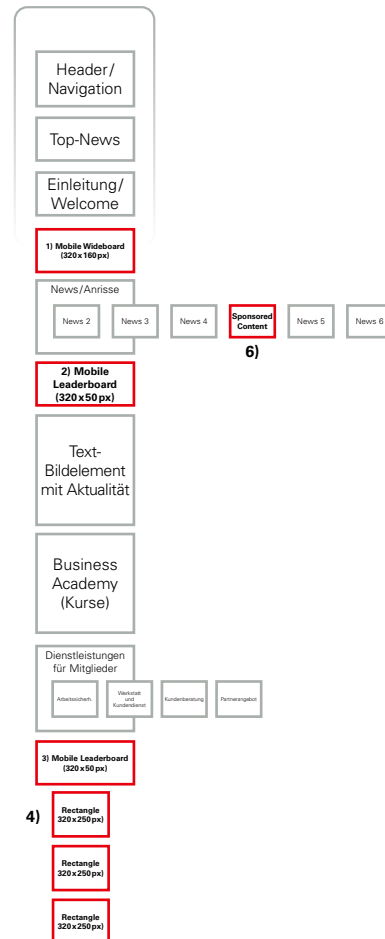 Header/
Navigation
Top-News
Einleitung/
Welcome
1) Mobile Wideboard
(320x160px)
News/Anrisse
News 2
News 3
News 4
Sponsored
Content
News 5
News 6
6)
2) Mobile
Leaderboard
(320x50px)
Text-
Bildelement
mit Aktualität
Business
Academy
(Kurse)
Dienstleistungen
für Mitglieder
Arbeitssicherh.
Werkstatt
und
Kundendienst
Kundenberatung
Partnerangebot
3) Mobile Leaderboard
(320x50px)
4)
Rectangle
320x250px)
Rectangle
320x250px)
Rectangle
320x250px)